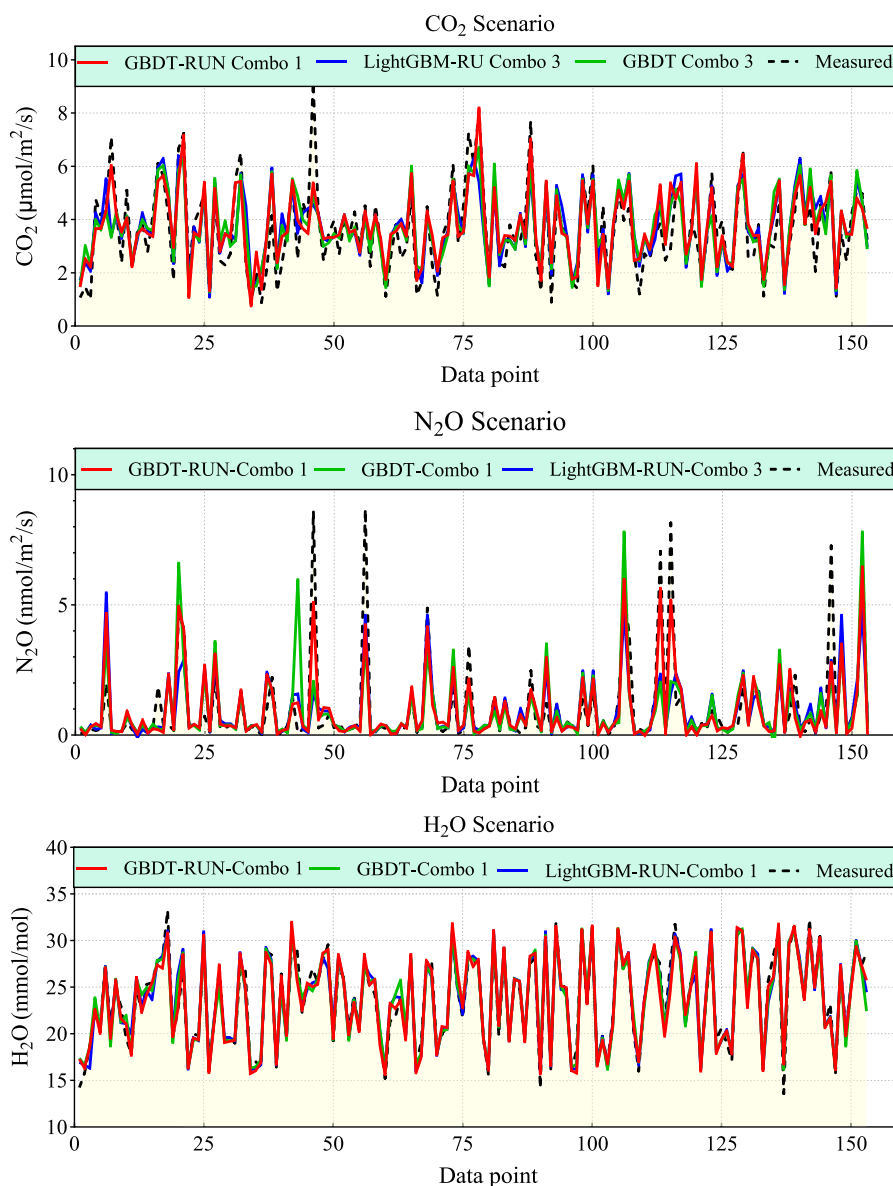 CO₂ Scenario
GBDT-RUN Combo 1 LightGBM-RU Combo 3 GBDT Combo 3 Measured
CO₂ (µmol/m²/s)
10
8
6
4
2
0
0 25 50 75 100 125 150
Data point
N₂O Scenario
GBDT-RUN-Combo 1 GBDT-Combo 1 LightGBM-RUN-Combo 3 Measured
N₂O (nmol/m²/s)
10
5
0
0 25 50 75 100 125 150
Data point
H₂O Scenario
GBDT-RUN-Combo 1 GBDT-Combo 1 LightGBM-RUN-Combo 1 Measured
H₂O (mmol/mol)
40
35
30
25
20
15
10
0 25 50 75 100 125 150
Data point